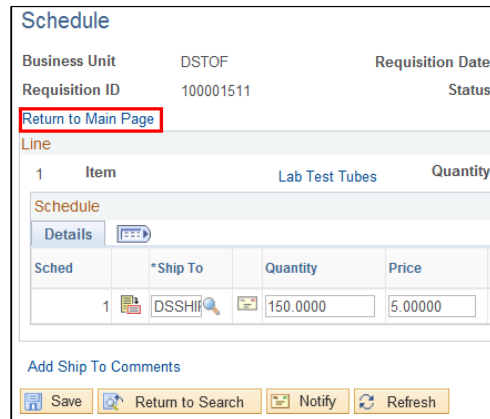 Schedule
Business Unit DSTOF Requisition Date
Requisition ID 100001511 Status
Return to Main Page
Line
1 Item Lab Test Tubes Quantity
Schedule
Details
Sched *Ship To Quantity Price
1 DSSHIP 150.0000 5.00000
Add Ship To Comments
Save Return to Search Notify Refresh